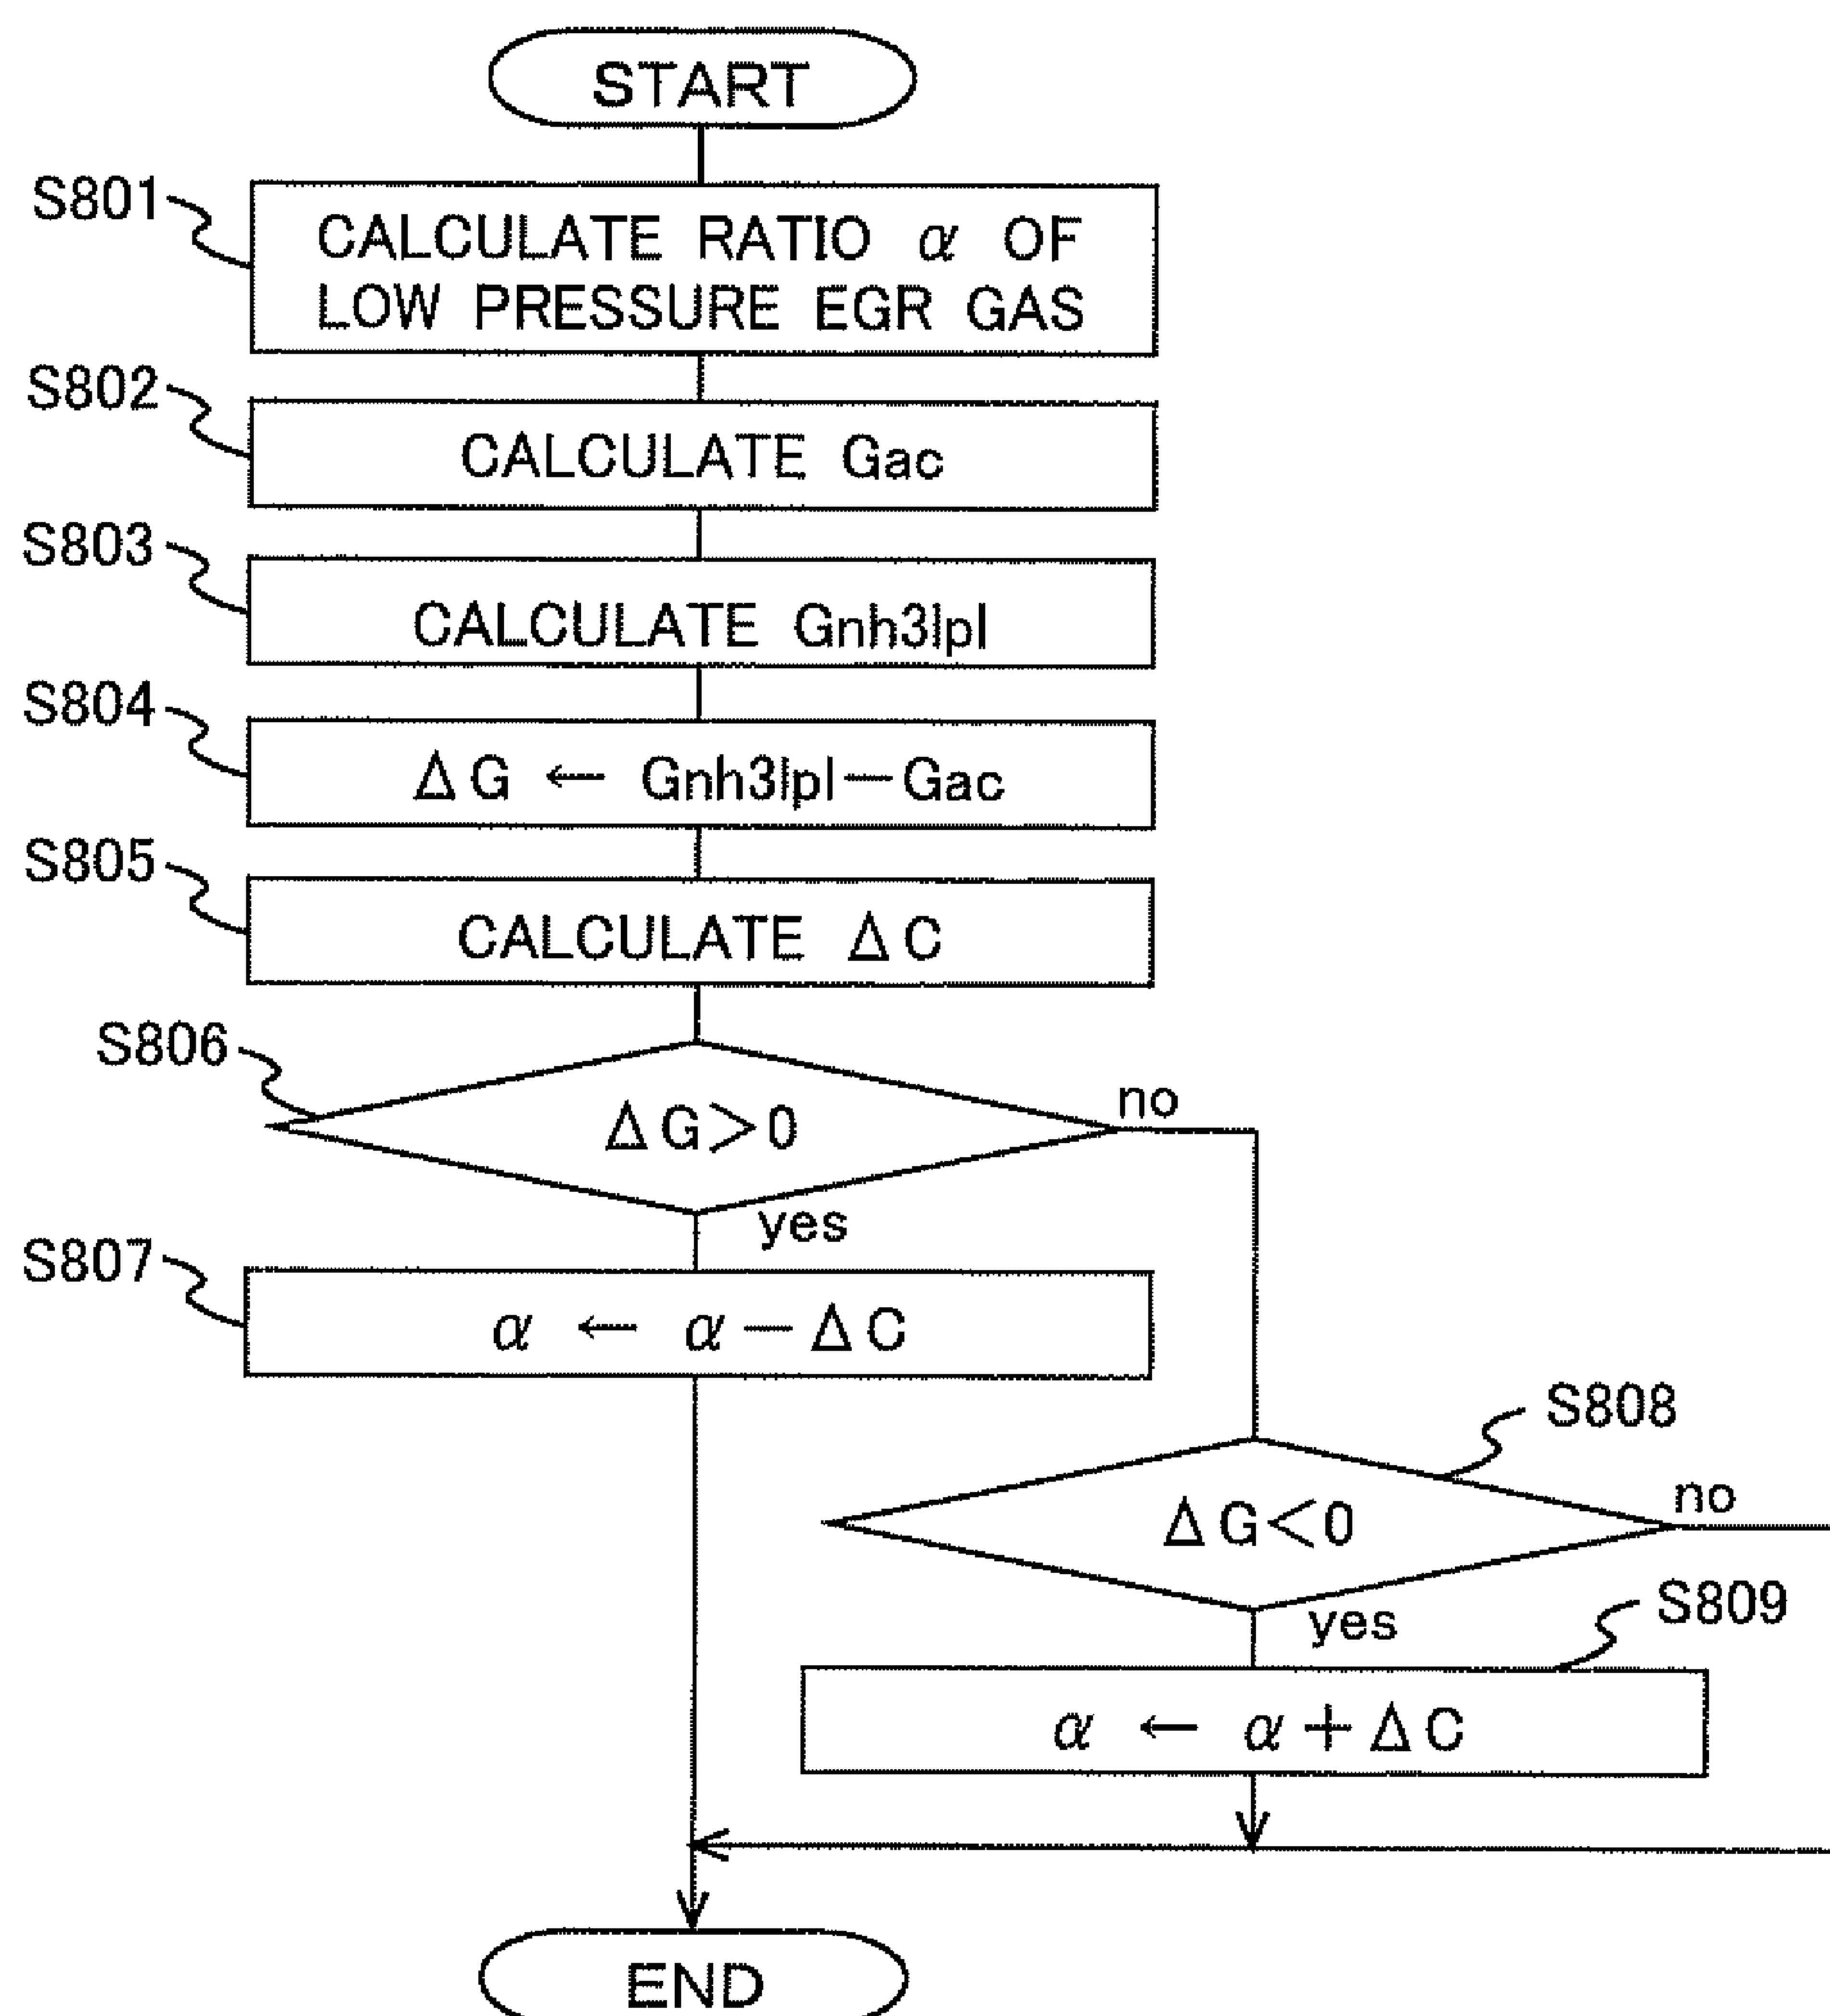 START
S801
CALCULATE RATIO α OF
LOW PRESSURE EGR GAS
S802
CALCULATE Gac
S803
CALCULATE Gnh3lpl
S804
ΔG ← Gnh3lpl−Gac
S805
CALCULATE ΔC
S806
ΔG>0
no
yes
S807
α ← α−ΔC
S808
ΔG<0
no
yes
S809
α ← α+ΔC
END